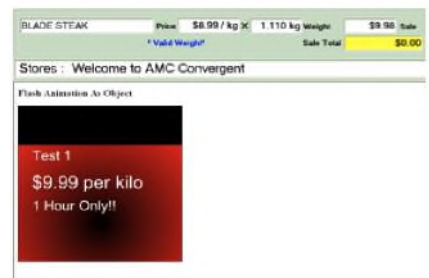 BLADE STEAK Price $8.99 / kg X 1.110 kg Weight $9.98 Sale
* Valid Weight* Sale Total $0.00
Stores : Welcome to AMC Convergent
Flash Animation As Object
Test 1
$9.99 per kilo
1 Hour Only!!